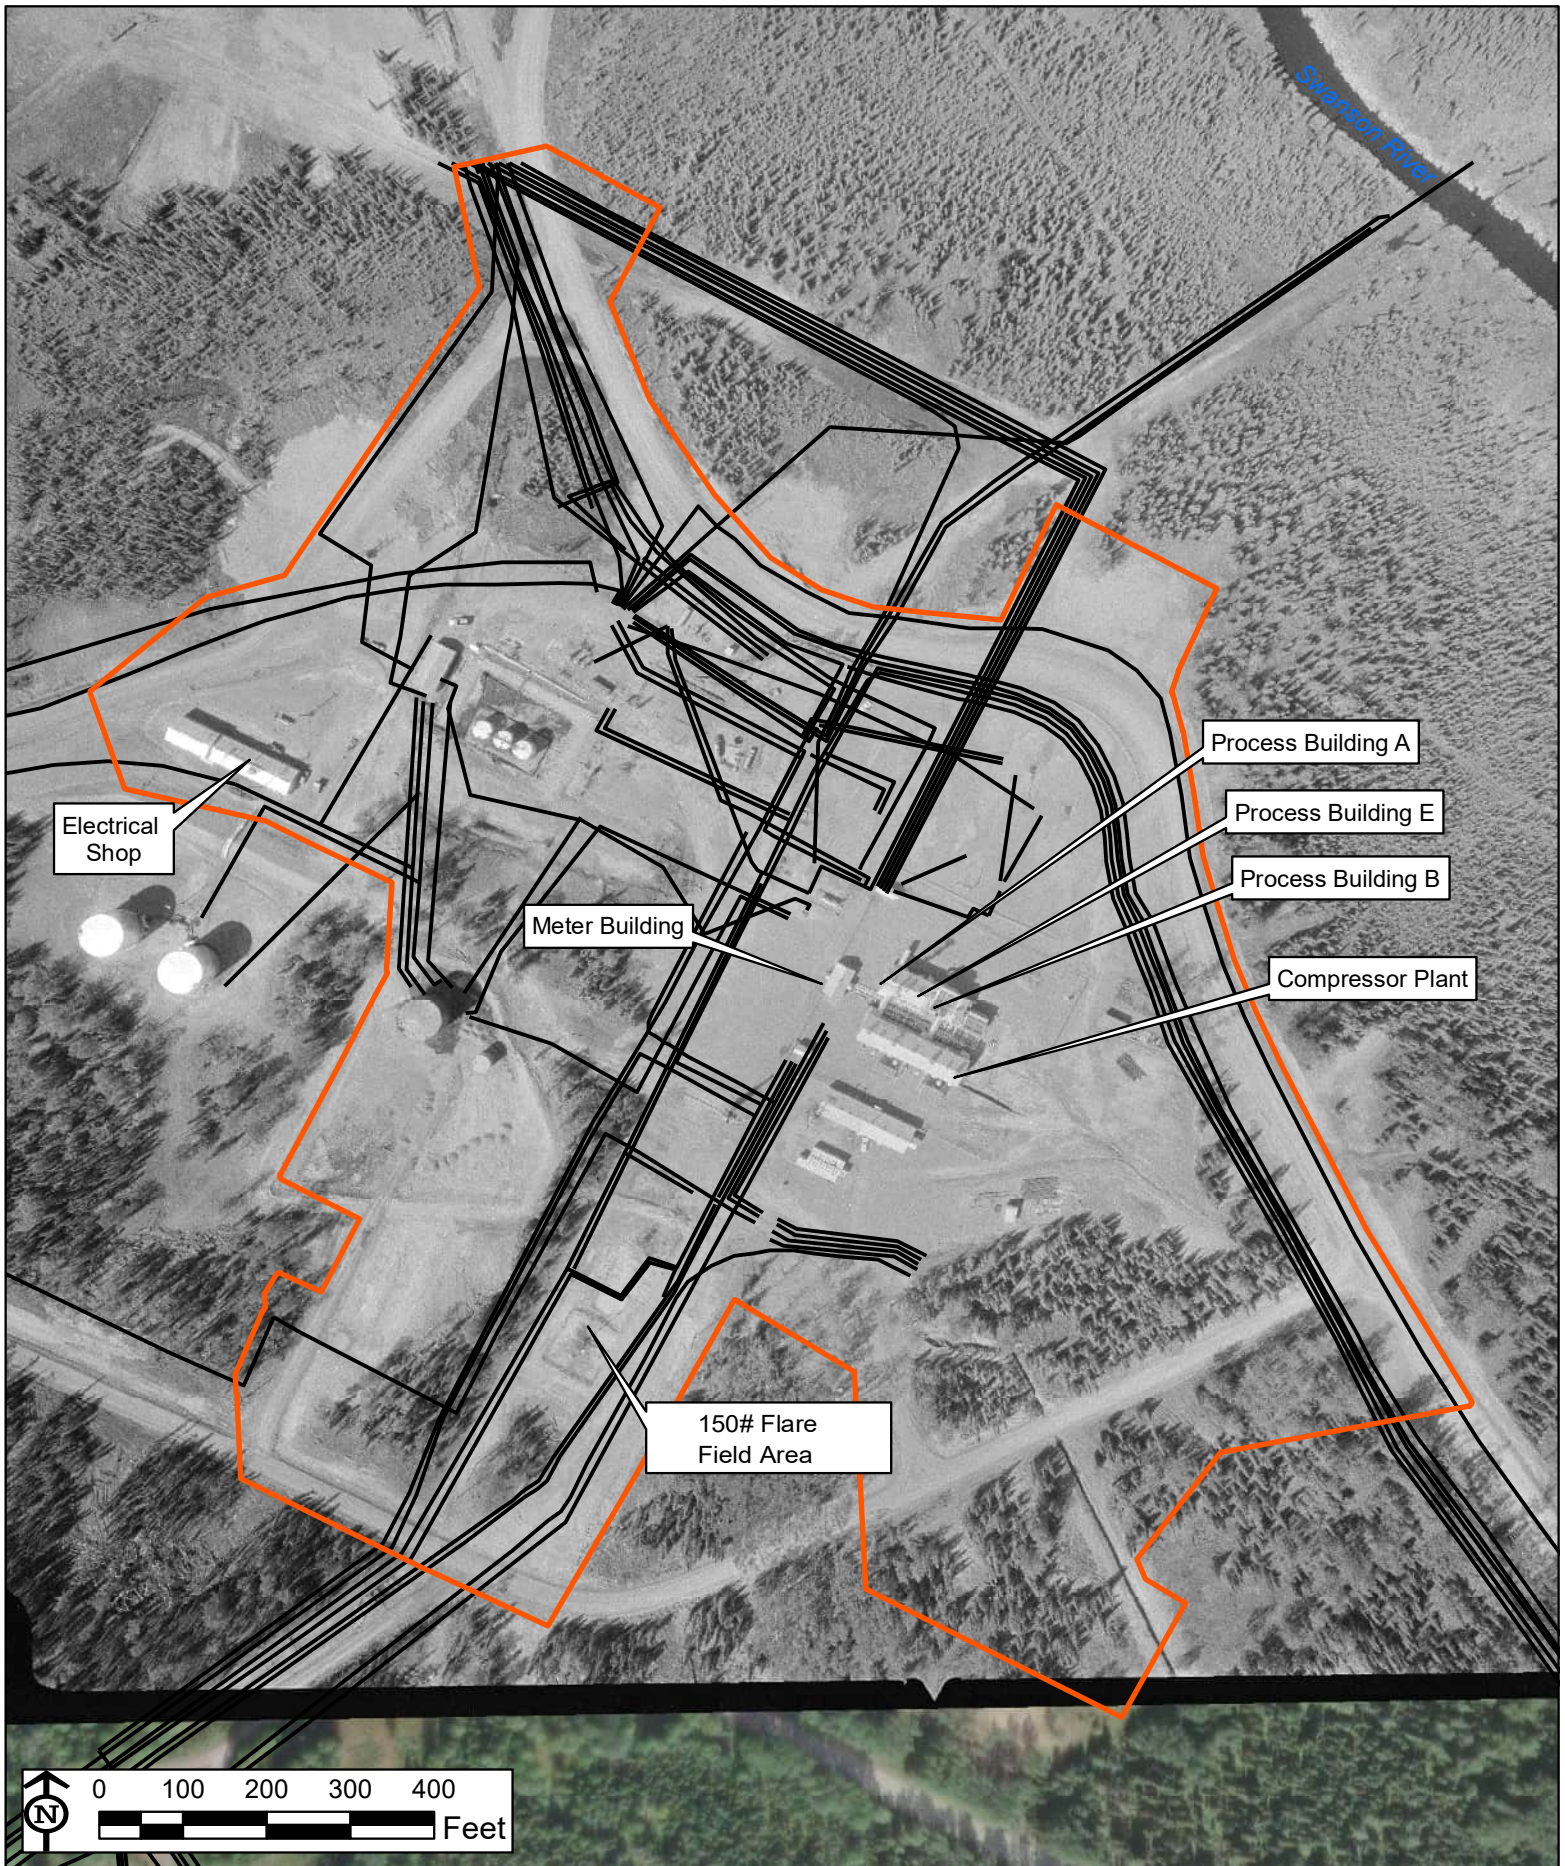 Swanson River
Process Building A
Process Building E
Electrical
Shop
Process Building B
Meter Building
Compressor Plant
150# Flare
Field Area
0 100 200 300 400
N
Feet